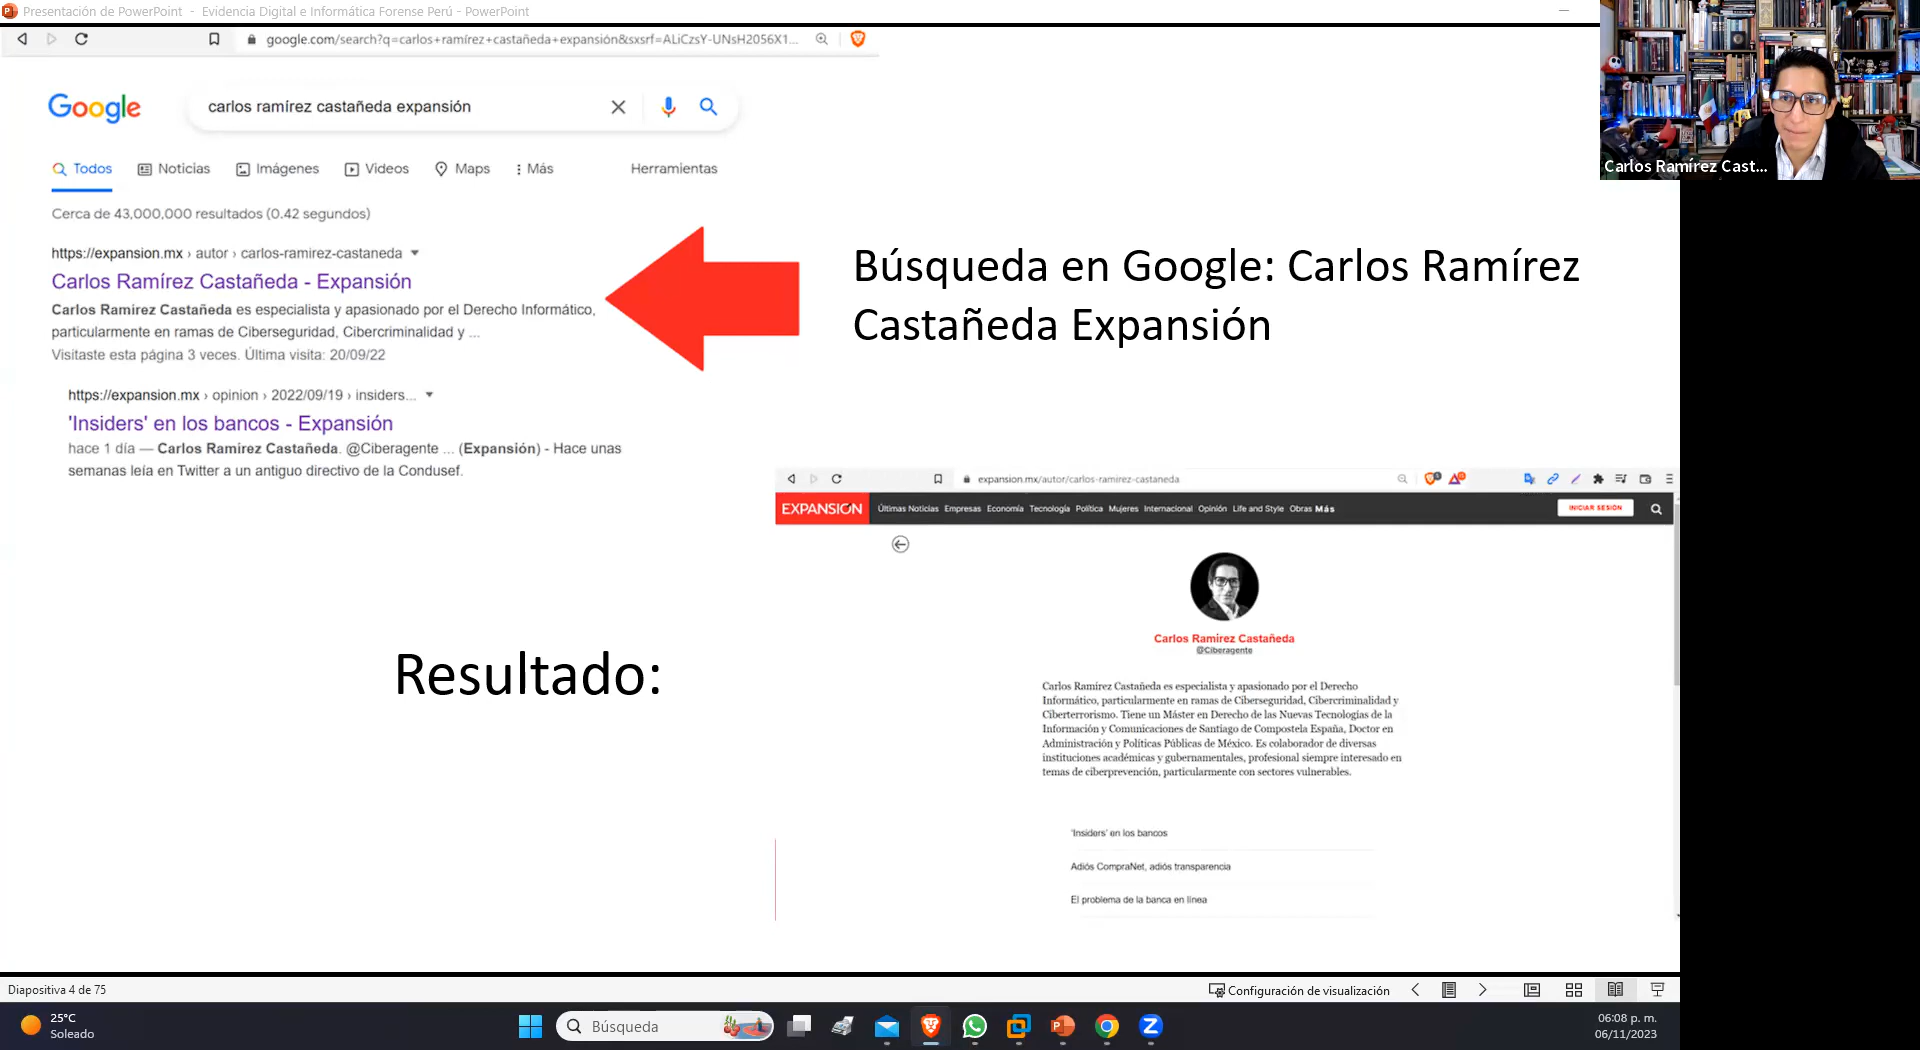 Presentación de PowerPoint - Evidencia Digital e Informática Forense Perú - PowerPoint
google.com/search?q=carlos+ramírez+castañeda+expansión&sxsrf=ALiCzsY-UNsH2056X1...
Google
carlos ramírez castañeda expansión
Todos Noticias Imágenes Videos Maps Más Herramientas
Cerca de 43,000,000 resultados (0.42 segundos)
https://expansion.mx › autor › carlos-ramirez-castaneda
Carlos Ramírez Castañeda - Expansión
Carlos Ramírez Castañeda es especialista y apasionado por el Derecho Informático,
particularmente en ramas de Ciberseguridad, Cibercriminalidad y ...
Visitaste esta página 3 veces. Última visita: 20/09/22
https://expansion.mx › opinion › 2022/09/19 › insiders...
'Insiders' en los bancos - Expansión
hace 1 día — Carlos Ramírez Castañeda. @Ciberagente ... (Expansión) - Hace unas
semanas leía en Twitter a un antiguo directivo de la Condusef.
Búsqueda en Google: Carlos Ramírez
Castañeda Expansión
Carlos Ramírez Cast...
Resultado:
expansion.mx/autor/carlos-ramirez-castaneda
EXPANSIÓN Últimas Noticias Empresas Economía Tecnología Política Mujeres Internacional Opinión Life and Style Obras Más INICIAR SESIÓN
Carlos Ramírez Castañeda
@Ciberagente
Carlos Ramírez Castañeda es especialista y apasionado por el Derecho
Informático, particularmente en ramas de Ciberseguridad, Cibercriminalidad y
Ciberterrorismo. Tiene un Máster en Derecho de las Nuevas Tecnologías de la
Información y Comunicaciones de Santiago de Compostela España, Doctor en
Administración y Políticas Públicas de México. Es colaborador de diversas
instituciones académicas y gubernamentales, profesional siempre interesado en
temas de ciberprevención, particularmente con sectores vulnerables.
'Insiders' en los bancos
Adiós CompraNet, adiós transparencia
El problema de la banca en línea
Diapositiva 4 de 75
Configuración de visualización
25°C
Soleado
Búsqueda
06:08 p. m.
06/11/2023